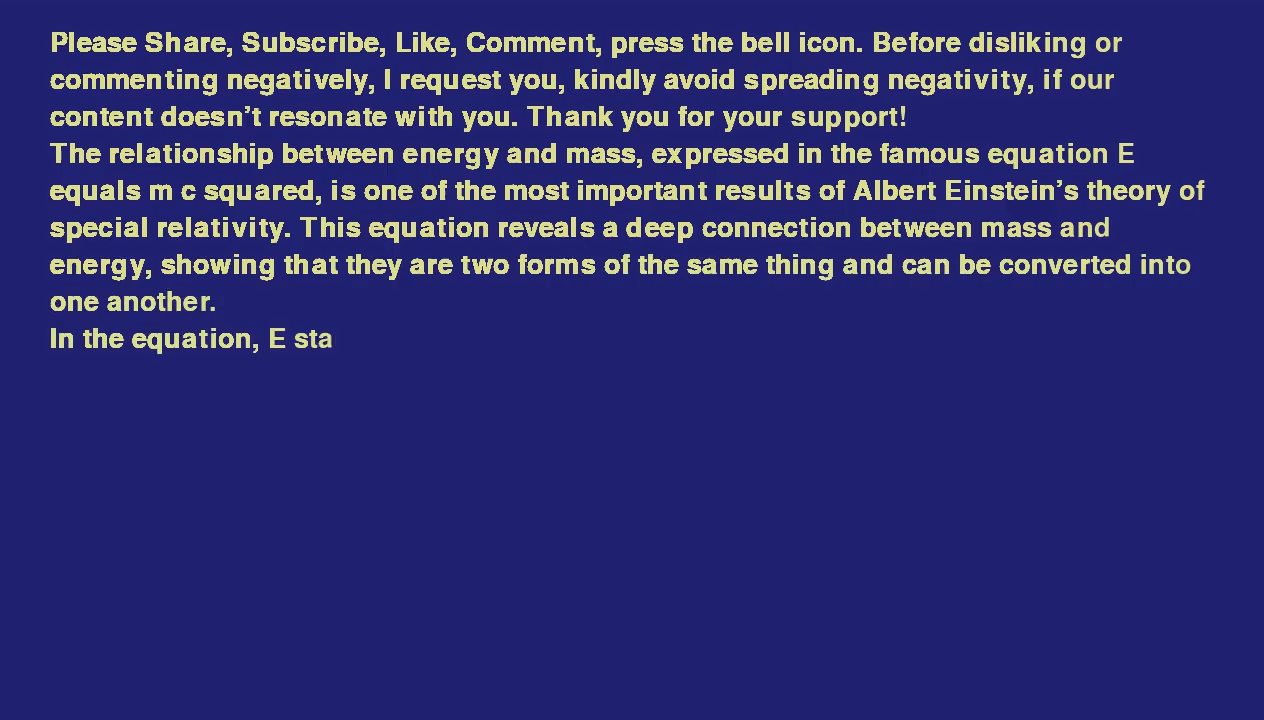 Please Share, Subscribe, Like, Comment, press the bell icon. Before disliking or
commenting negatively, I request you, kindly avoid spreading negativity, if our
content doesn’t resonate with you. Thank you for your support!
The relationship between energy and mass, expressed in the famous equation E
equals m c squared, is one of the most important results of Albert Einstein’s theory of
special relativity. This equation reveals a deep connection between mass and
energy, showing that they are two forms of the same thing and can be converted into
one another.
In the equation, E sta